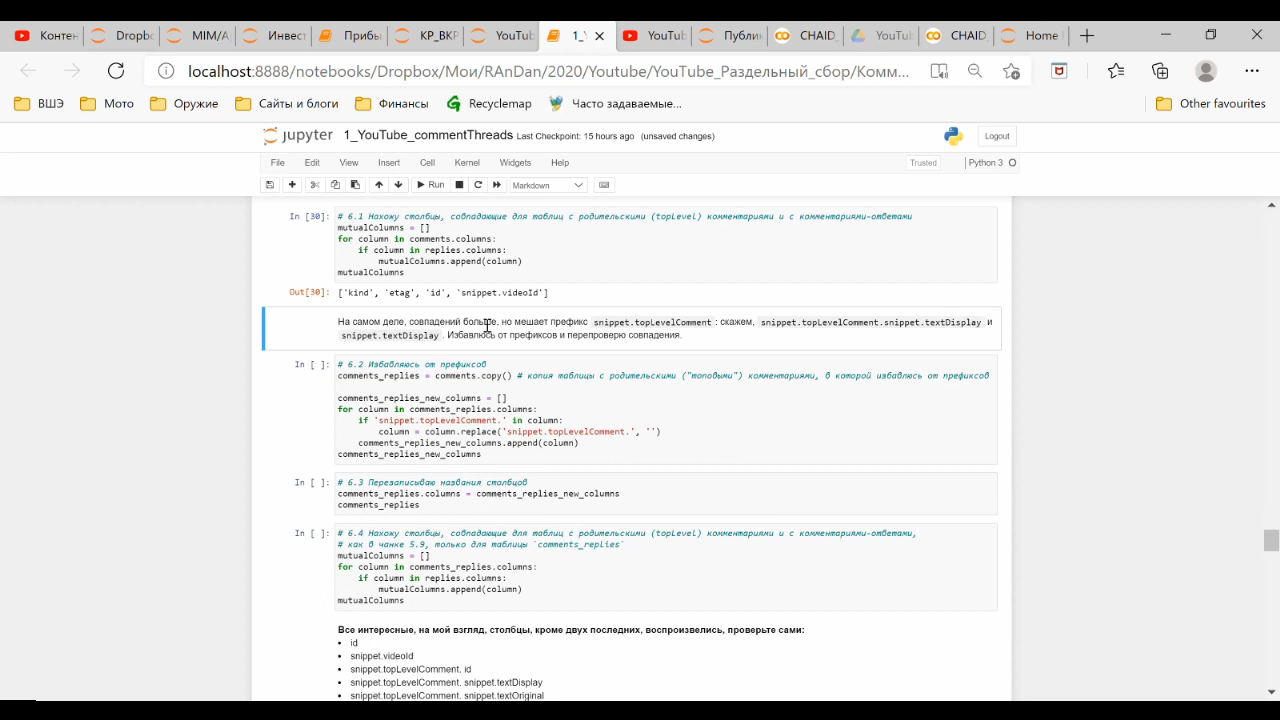 Контен
Dropbo
MIM/A
Инвест
Прибы
КР_ВКР
YouTub
1_Y
YouTub
Публик
CHAID_
YouTub
CHAID
Home
localhost:8888/notebooks/Dropbox/Мои/RAnDan/2020/Youtube/YouTube_Раздельный_сбор/Комм...
ВШЭ
Мото
Оружие
Сайты и блоги
Финансы
Recyclemap
Часто задаваемые...
Other favourites
jupyter 1_YouTube_commentThreads Last Checkpoint: 15 hours ago (unsaved changes)
Logout
File Edit View Insert Cell Kernel Widgets Help
Trusted
Python 3
Run
Markdown
In [30]: # 6.1 Нахожу столбцы, совпадающие для таблиц с родительскими (topLevel) комментариями и с комментариями-ответами
mutualColumns = []
for column in comments.columns:
if column in replies.columns:
mutualColumns.append(column)
mutualColumns
Out[30]: ['kind', 'etag', 'id', 'snippet.videoId']
На самом деле, совпадений больше, но мешает префикс snippet.topLevelComment : скажем, snippet.topLevelComment.snippet.textDisplay и
snippet.textDisplay . Избавлюсь от префиксов и перепроверю совпадения.
In [ ]: # 6.2 Избавляюсь от префиксов
comments_replies = comments.copy() # копия таблицы с родительскими ("топовыми") комментариями, в которой избавлюсь от префиксов
comments_replies_new_columns = []
for column in comments_replies.columns:
if 'snippet.topLevelComment.' in column:
column = column.replace('snippet.topLevelComment.', '')
comments_replies_new_columns.append(column)
comments_replies_new_columns
In [ ]: # 6.3 Перезаписываю названия столбцов
comments_replies.columns = comments_replies_new_columns
comments_replies
In [ ]: # 6.4 Нахожу столбцы, совпадающие для таблиц с родительскими (topLevel) комментариями и с комментариями-ответами,
# как в чанке 5.9, только для таблицы `comments_replies`
mutualColumns = []
for column in comments_replies.columns:
if column in replies.columns:
mutualColumns.append(column)
mutualColumns
Все интересные, на мой взгляд, столбцы, кроме двух последних, воспроизвелись, проверьте сами:
• id
• snippet.videoId
• snippet.topLevelComment. id
• snippet.topLevelComment. snippet.textDisplay
• snippet.topLevelComment. snippet.textOriginal